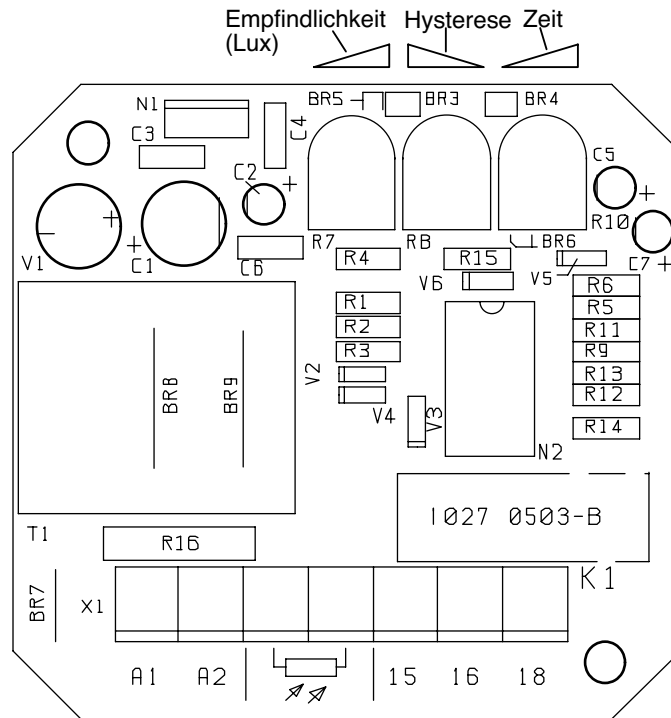 Empfindlichkeit Hysterese Zeit
(Lux)
BR5 BR3 BR4
N1
C4
C3
C2
C5
R10
V1 C1 C6 R7 R8 BR6 C7
R4 R15
V6 V5
R6
R1 R5
R2 R11
R3 R9
V2 R13
BR8 BR9 R12
V4 V3
R14
N2
1027 0503-B
T1
R16
K1
BR7 X1
A1 A2 15 16 18